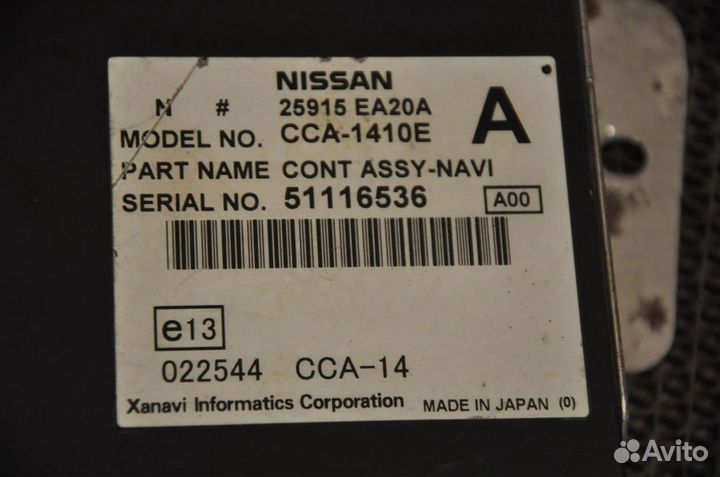 NISSAN
N # 25915 EA20A
A
MODEL NO. CCA-1410E
PART NAME CONT ASSY-NAVI
SERIAL NO. 51116536 A00
e13
022544 CCA-14
Xanavi Informatics Corporation MADE IN JAPAN (0)
Avito